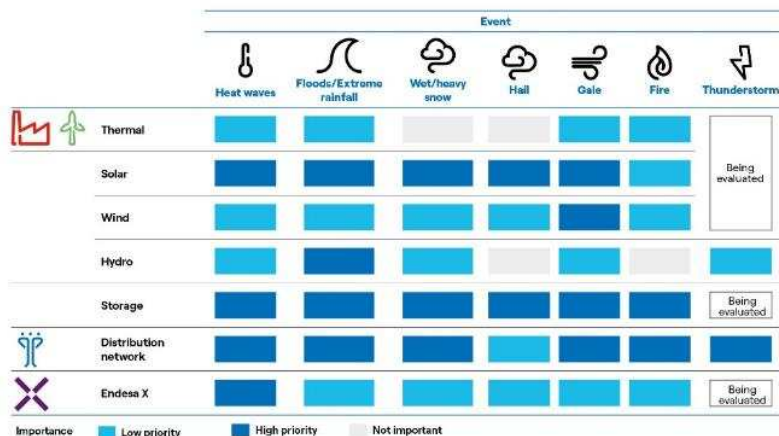 Event
Heat waves
Floods/Extreme
rainfall
Wet/heavy
snow
Hail
Gale
Fire
Thunderstorm
Thermal
Being
evaluated
Solar
Wind
Hydro
Storage
Being
evaluated
Distribution
network
Endesa X
Being
evaluated
Importance
Low priority
High priority
Not important